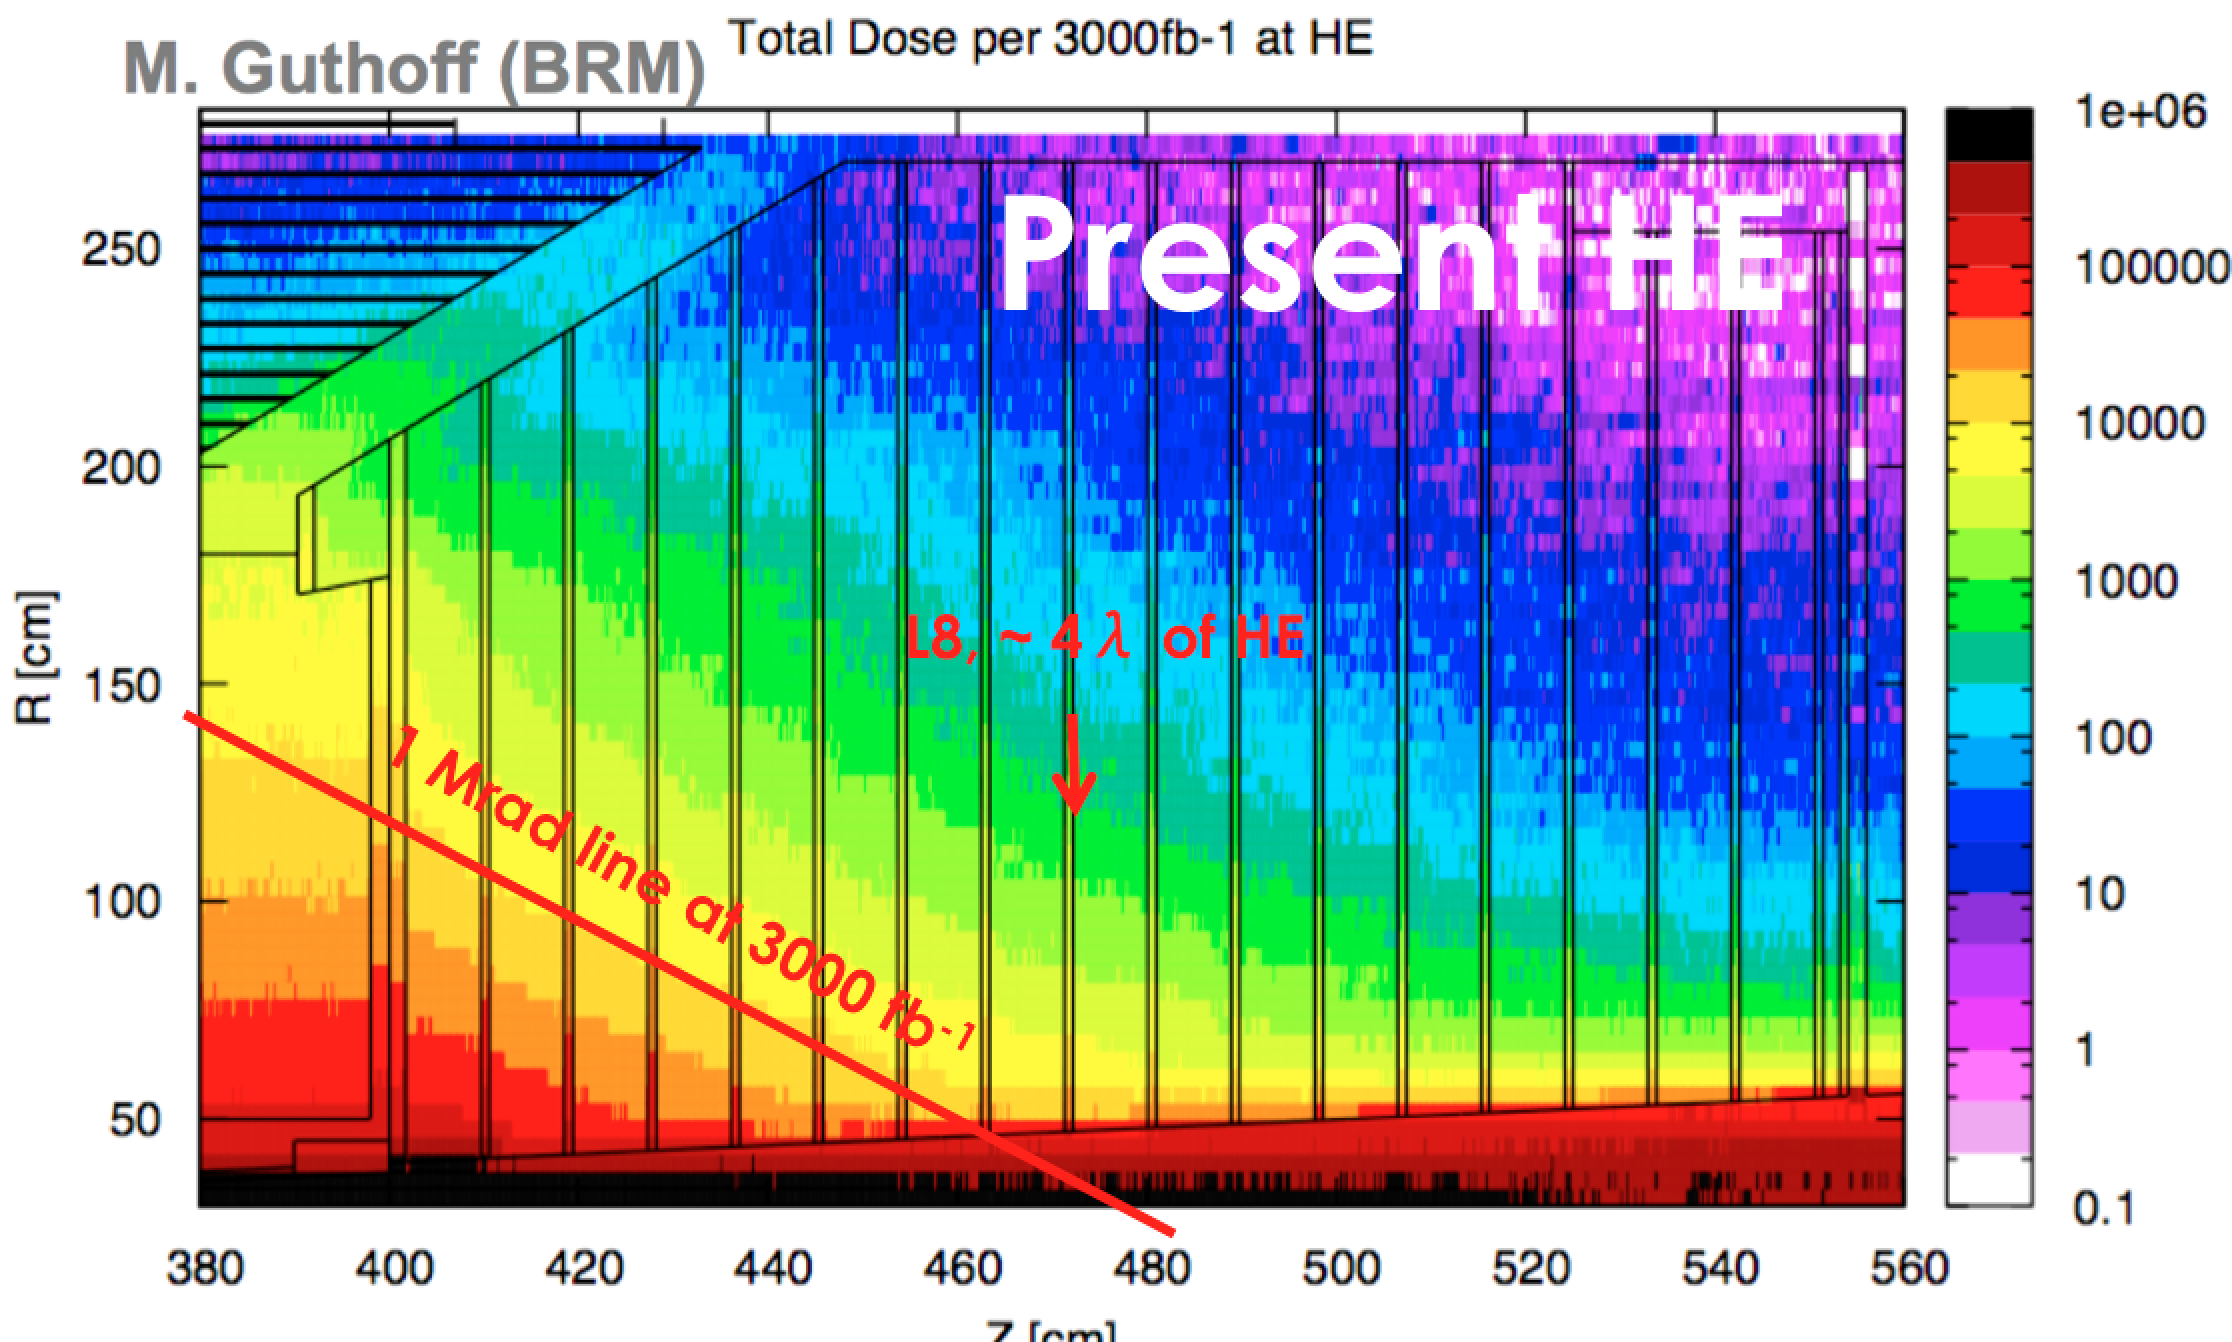 M. Guthoff (BRM)
Total Dose per 3000fb-1 at HE
Present HE
L8, ~ 4 λ of HE
1 Mrad line at 3000 fb-1
R [cm]
250
200
150
100
50
380 400 420 440 460 480 500 520 540 560
Z [cm]
1e+06
100000
10000
1000
100
10
1
0.1